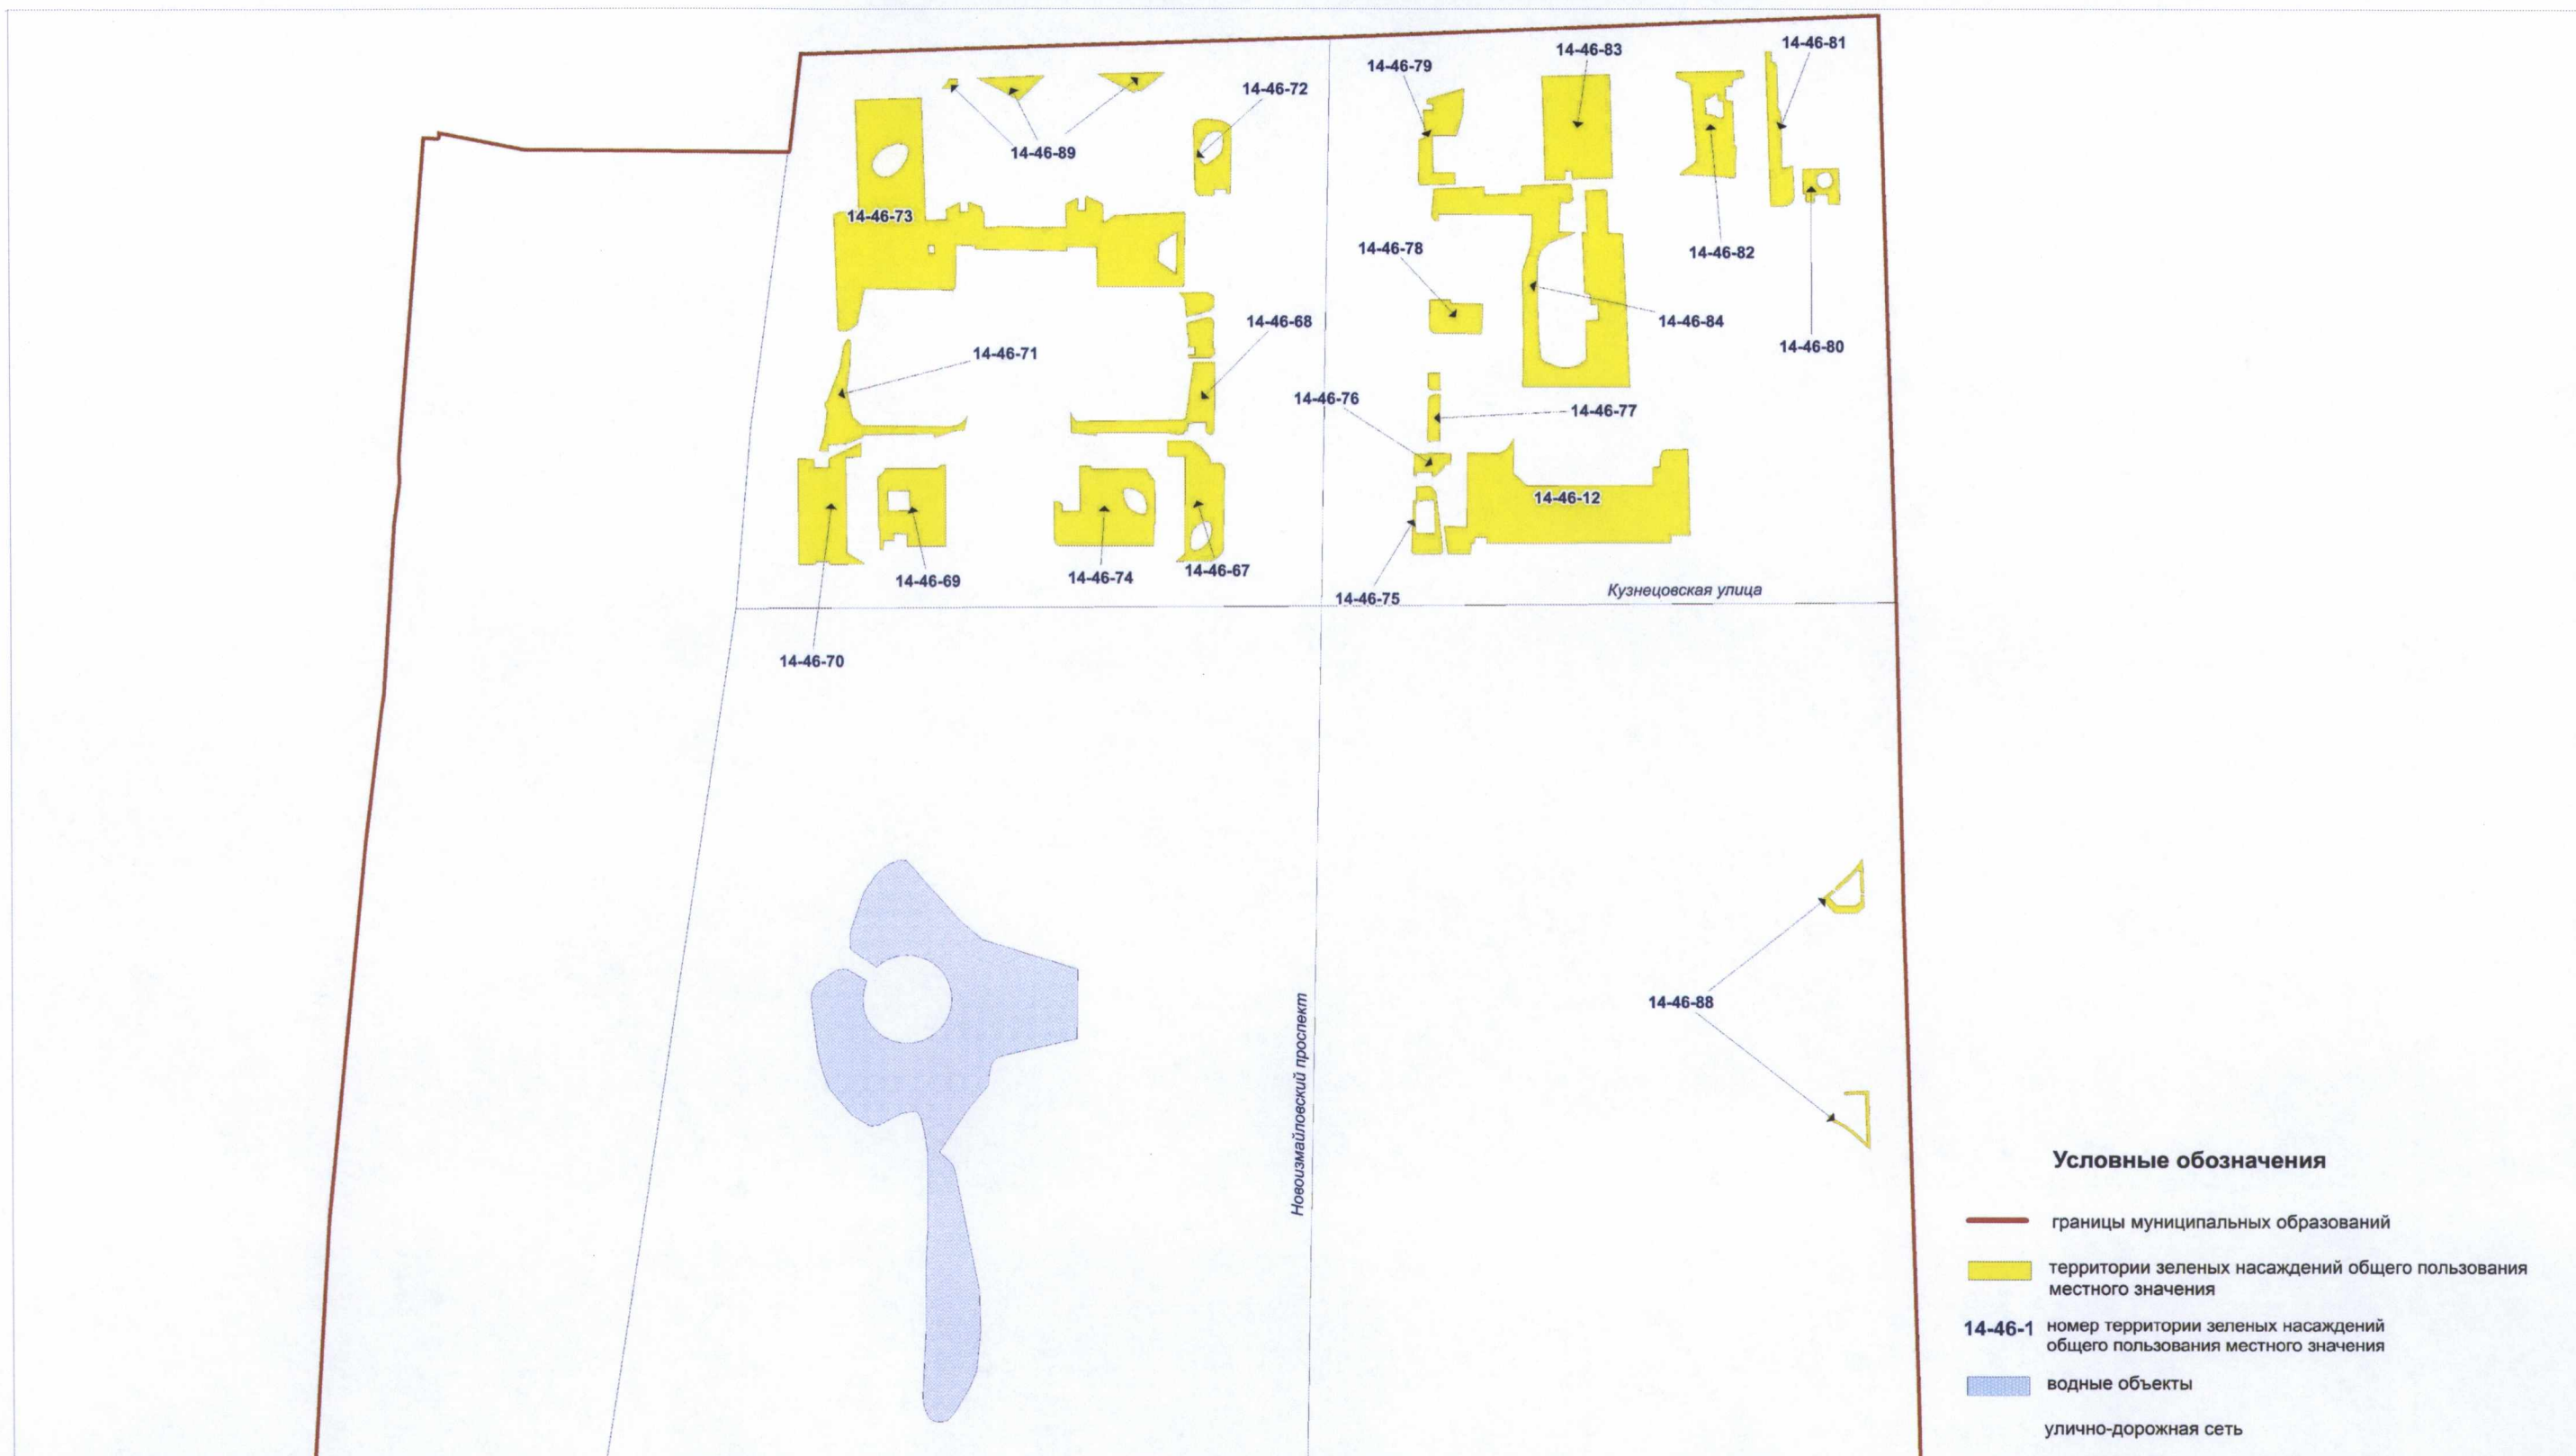 14-46-81
14-46-83
14-46-79
14-46-72
14-46-89
14-46-73
14-46-78
14-46-82
14-46-68
14-46-84
14-46-80
14-46-71
14-46-76
14-46-77
14-46-12
14-46-69
14-46-74
14-46-67
14-46-75
Кузнецовская улица
14-46-70
Новоизмайловский проспект
14-46-88
Условные обозначения
границы муниципальных образований
территории зеленых насаждений общего пользования
местного значения
14-46-1 номер территории зеленых насаждений
общего пользования местного значения
водные объекты
улично-дорожная сеть